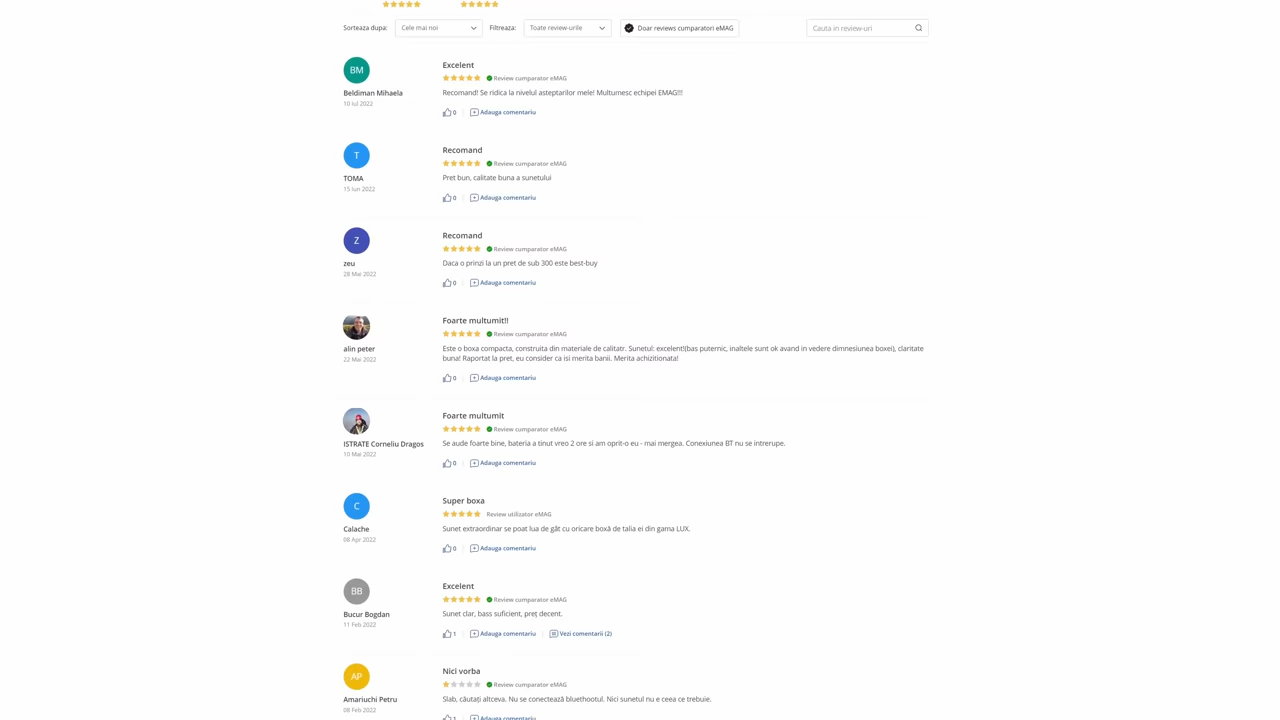 Sorteaza dupa: Cele mai noi Filtreaza: Toate review-urile Doar reviews cumparatori eMAG Cauta in review-uri
BM
Beldiman Mihaela
10 iul 2022
Excelent
Review cumparator eMAG
Recomand! Se ridica la nivelul asteptarilor mele! Multumesc echipei EMAG!!!
0 Adauga comentariu
T
TOMA
15 Iun 2022
Recomand
Review cumparator eMAG
Pret bun, calitate buna a sunetului
0 Adauga comentariu
Z
zeu
28 Mai 2022
Recomand
Review cumparator eMAG
Daca o prinzi la un pret de sub 300 este best-buy
0 Adauga comentariu
alin peter
22 Mai 2022
Foarte multumit!!
Review cumparator eMAG
Este o boxa compacta, construita din materiale de calitatr. Sunetul: excelent!(bas puternic, inaltele sunt ok avand in vedere dimnesiunea boxei), claritate
buna! Raportat la pret, eu consider ca isi merita banii. Merita achizitionata!
0 Adauga comentariu
ISTRATE Corneliu Dragos
10 Mai 2022
Foarte multumit
Review cumparator eMAG
Se aude foarte bine, bateria a tinut vreo 2 ore si am oprit-o eu - mai mergea. Conexiunea BT nu se intrerupe.
0 Adauga comentariu
C
Calache
08 Apr 2022
Super boxa
Review utilizator eMAG
Sunet extraordinar se poat lua de gât cu oricare boxă de talia ei din gama LUX.
0 Adauga comentariu
BB
Bucur Bogdan
11 Feb 2022
Excelent
Review cumparator eMAG
Sunet clar, bass suficient, preț decent.
1 Adauga comentariu Vezi comentarii (2)
AP
Amariuchi Petru
08 Feb 2022
Nici vorba
Review cumparator eMAG
Slab, căutați altceva. Nu se conectează bluethootul. Nici sunetul nu e ceea ce trebuie.
1 Adauga comentariu